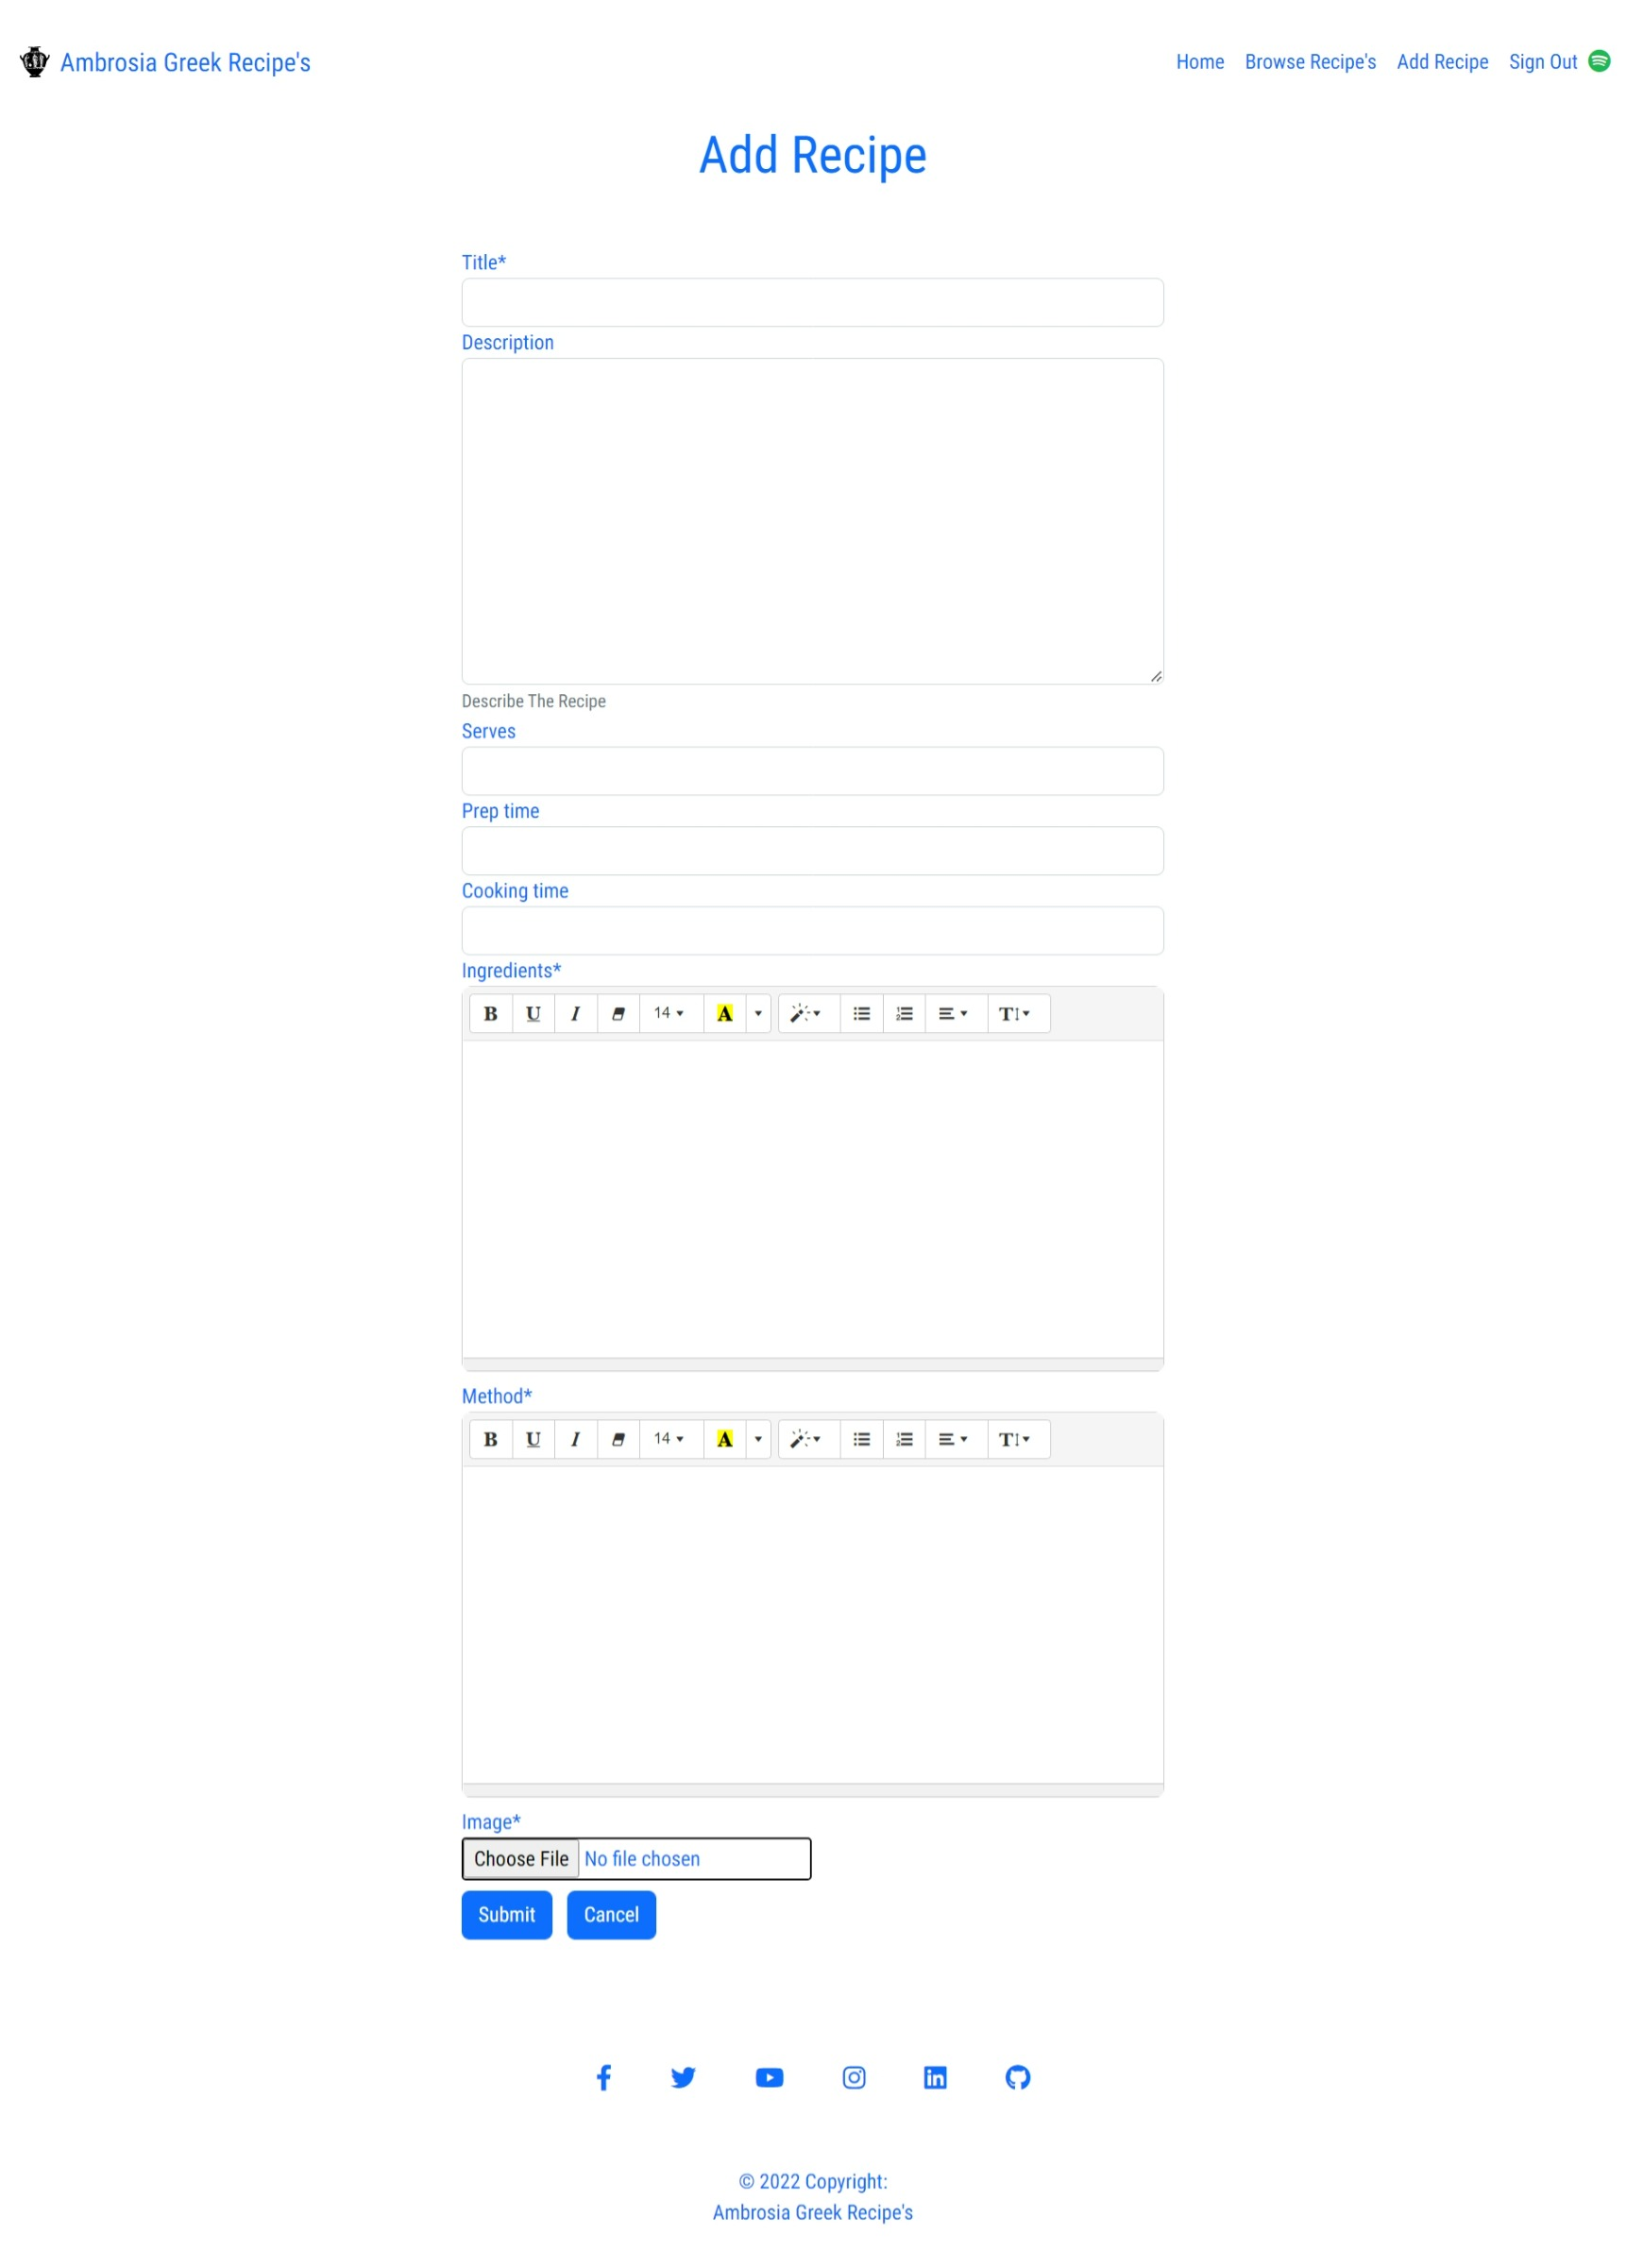 Ambrosia Greek Recipe's
Home Browse Recipe's Add Recipe Sign Out
Add Recipe
Title*
Description
Describe The Recipe
Serves
Prep time
Cooking time
Ingredients*
B U I 14 A T
Method*
B U I 14 A T
Image*
Choose File No file chosen
Submit Cancel
© 2022 Copyright:
Ambrosia Greek Recipe's